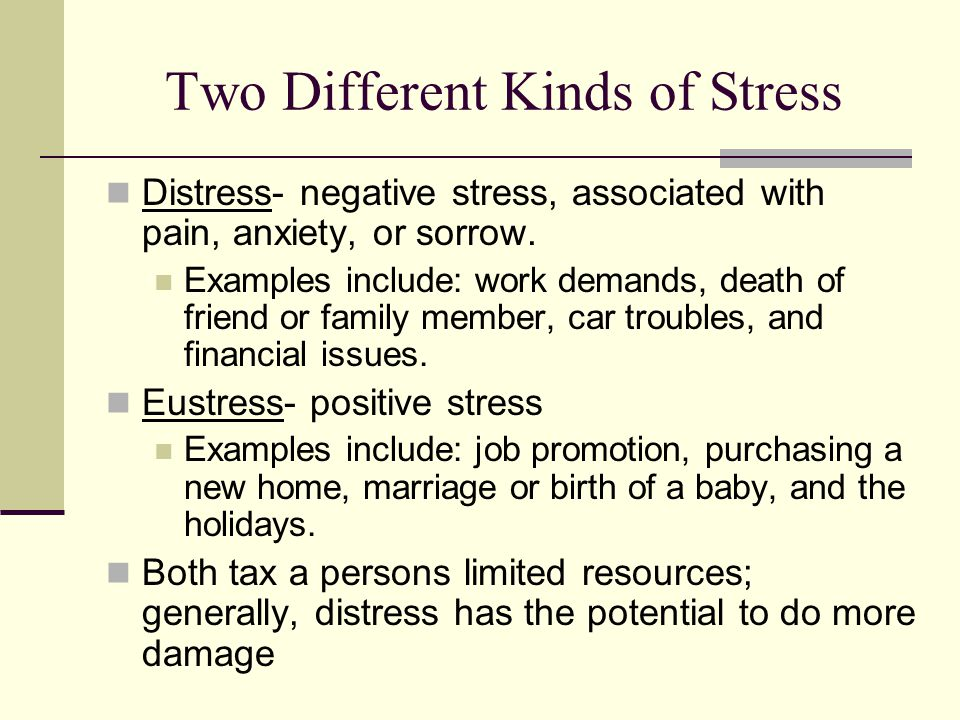 Two Different Kinds of Stress
Distress- negative stress, associated with
pain, anxiety, or sorrow.
Examples include: work demands, death of
friend or family member, car troubles, and
financial issues.
Eustress- positive stress
Examples include: job promotion, purchasing a
new home, marriage or birth of a baby, and the
holidays.
Both tax a persons limited resources;
generally, distress has the potential to do more
damage